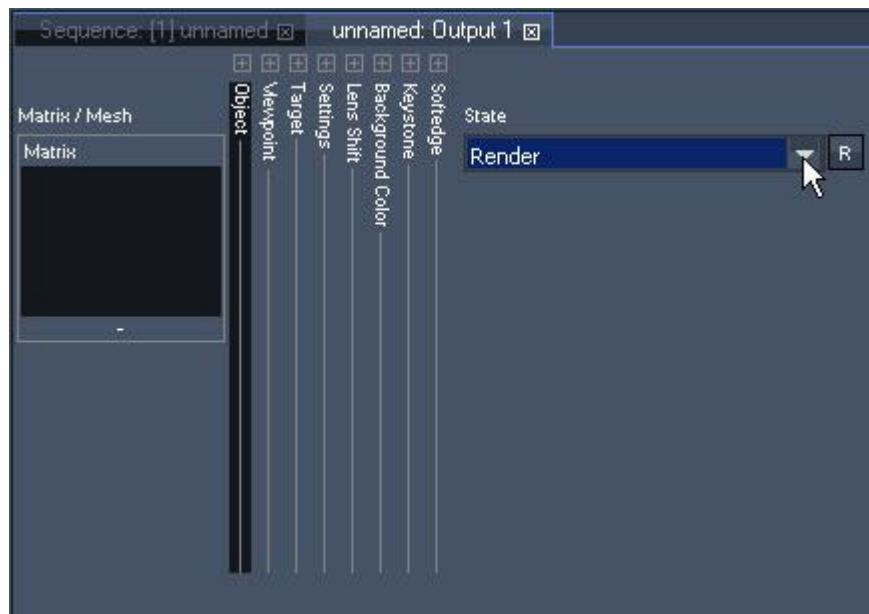 Sequence: [1] unnamed
unnamed: Output 1
Matrix / Mesh
Matrix
-
Object
Viewpoint
Target
Settings
Lens Shift
Background Color
Keystone
Softedge
State
Render
R